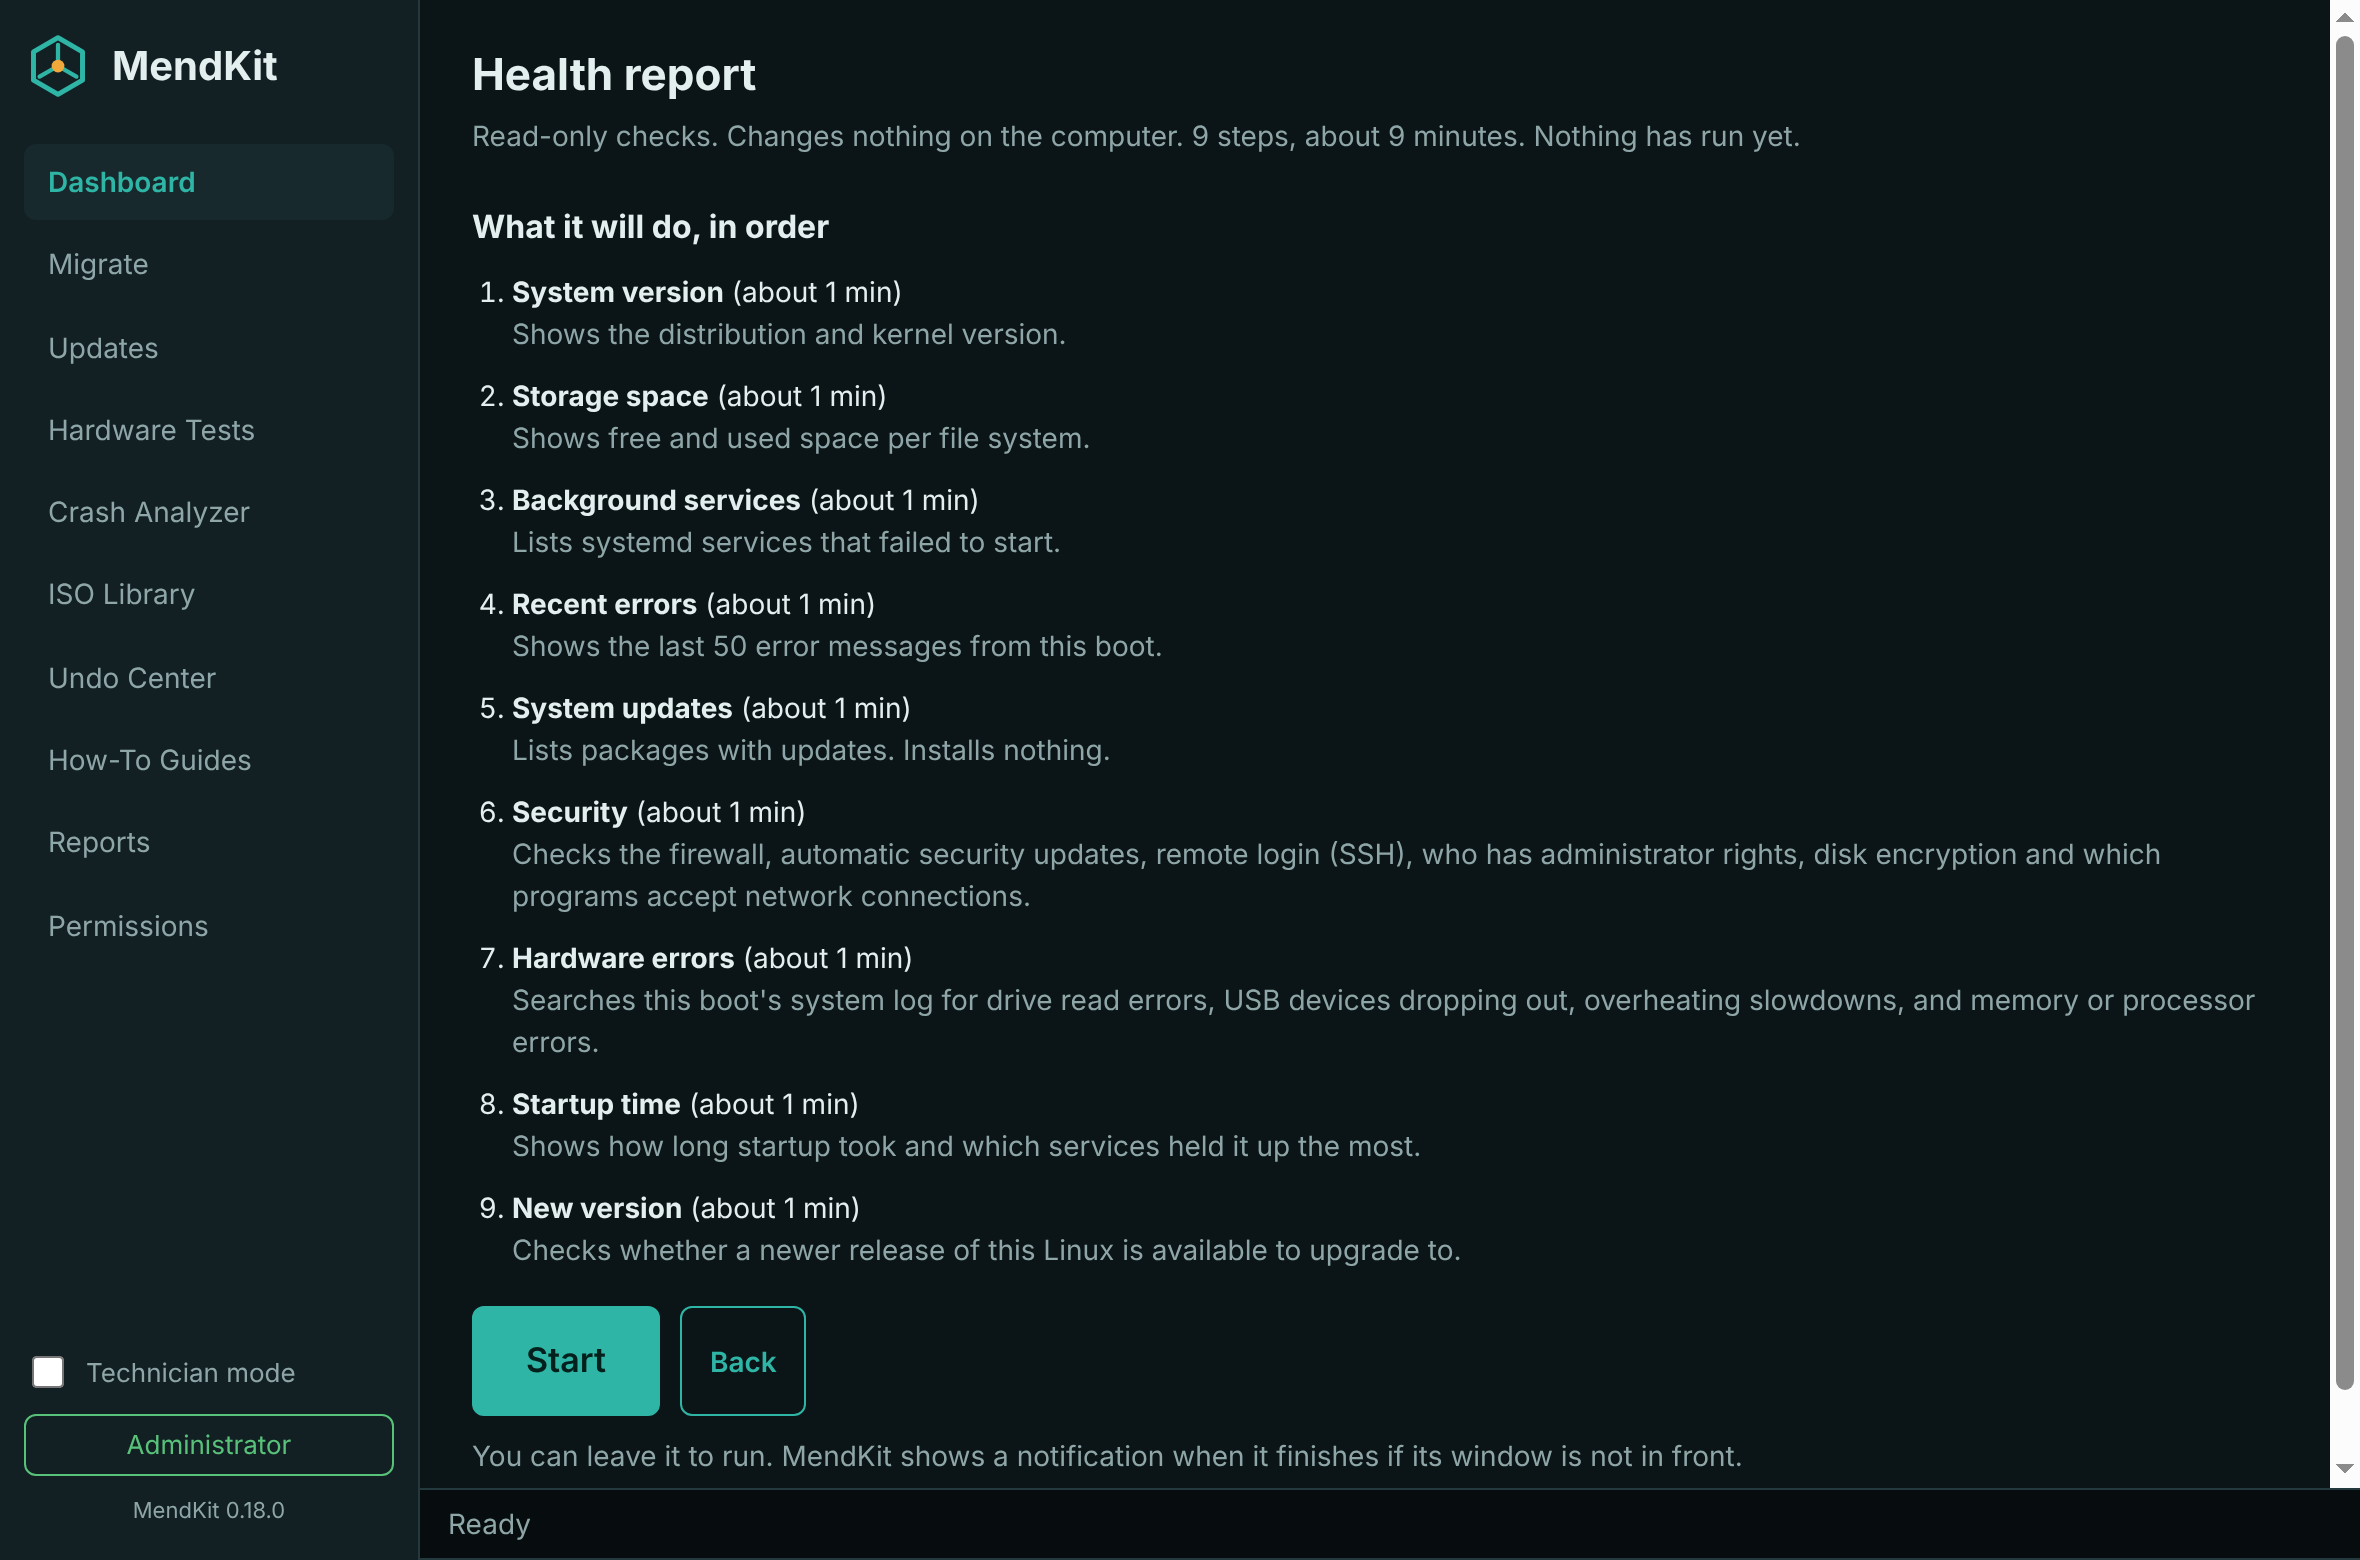 MendKit
Dashboard
Migrate
Updates
Hardware Tests
Crash Analyzer
ISO Library
Undo Center
How-To Guides
Reports
Permissions
Technician mode
Administrator
MendKit 0.18.0
Health report
Read-only checks. Changes nothing on the computer. 9 steps, about 9 minutes. Nothing has run yet.
What it will do, in order
1. System version (about 1 min)
Shows the distribution and kernel version.
2. Storage space (about 1 min)
Shows free and used space per file system.
3. Background services (about 1 min)
Lists systemd services that failed to start.
4. Recent errors (about 1 min)
Shows the last 50 error messages from this boot.
5. System updates (about 1 min)
Lists packages with updates. Installs nothing.
6. Security (about 1 min)
Checks the firewall, automatic security updates, remote login (SSH), who has administrator rights, disk encryption and which
programs accept network connections.
7. Hardware errors (about 1 min)
Searches this boot's system log for drive read errors, USB devices dropping out, overheating slowdowns, and memory or processor
errors.
8. Startup time (about 1 min)
Shows how long startup took and which services held it up the most.
9. New version (about 1 min)
Checks whether a newer release of this Linux is available to upgrade to.
Start
Back
You can leave it to run. MendKit shows a notification when it finishes if its window is not in front.
Ready